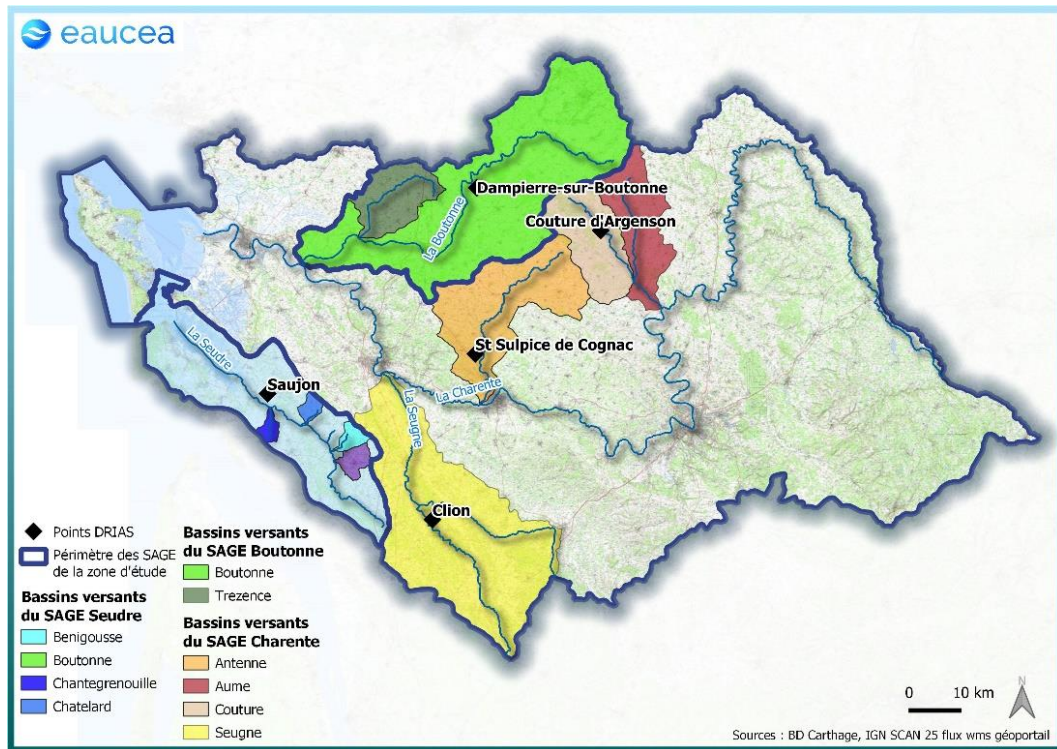 eaucea
Dampierre-sur-Boutonne
Couture d'Argenson
La Boutonne
St Sulpice de Cognac
La Seudre
Saujon
La Charente
La Seugne
Clion
Points DRIAS
Périmètre des SAGE
de la zone d'étude
Bassins versants
du SAGE Seudre
Benigousse
Boutonne
Chantegrenouille
Chatelard
Bassins versants
du SAGE Boutonne
Boutonne
Trezence
Bassins versants
du SAGE Charente
Antenne
Aume
Couture
Seugne
0 10 km
N
Sources : BD Carthage, IGN SCAN 25 flux wms géoportail